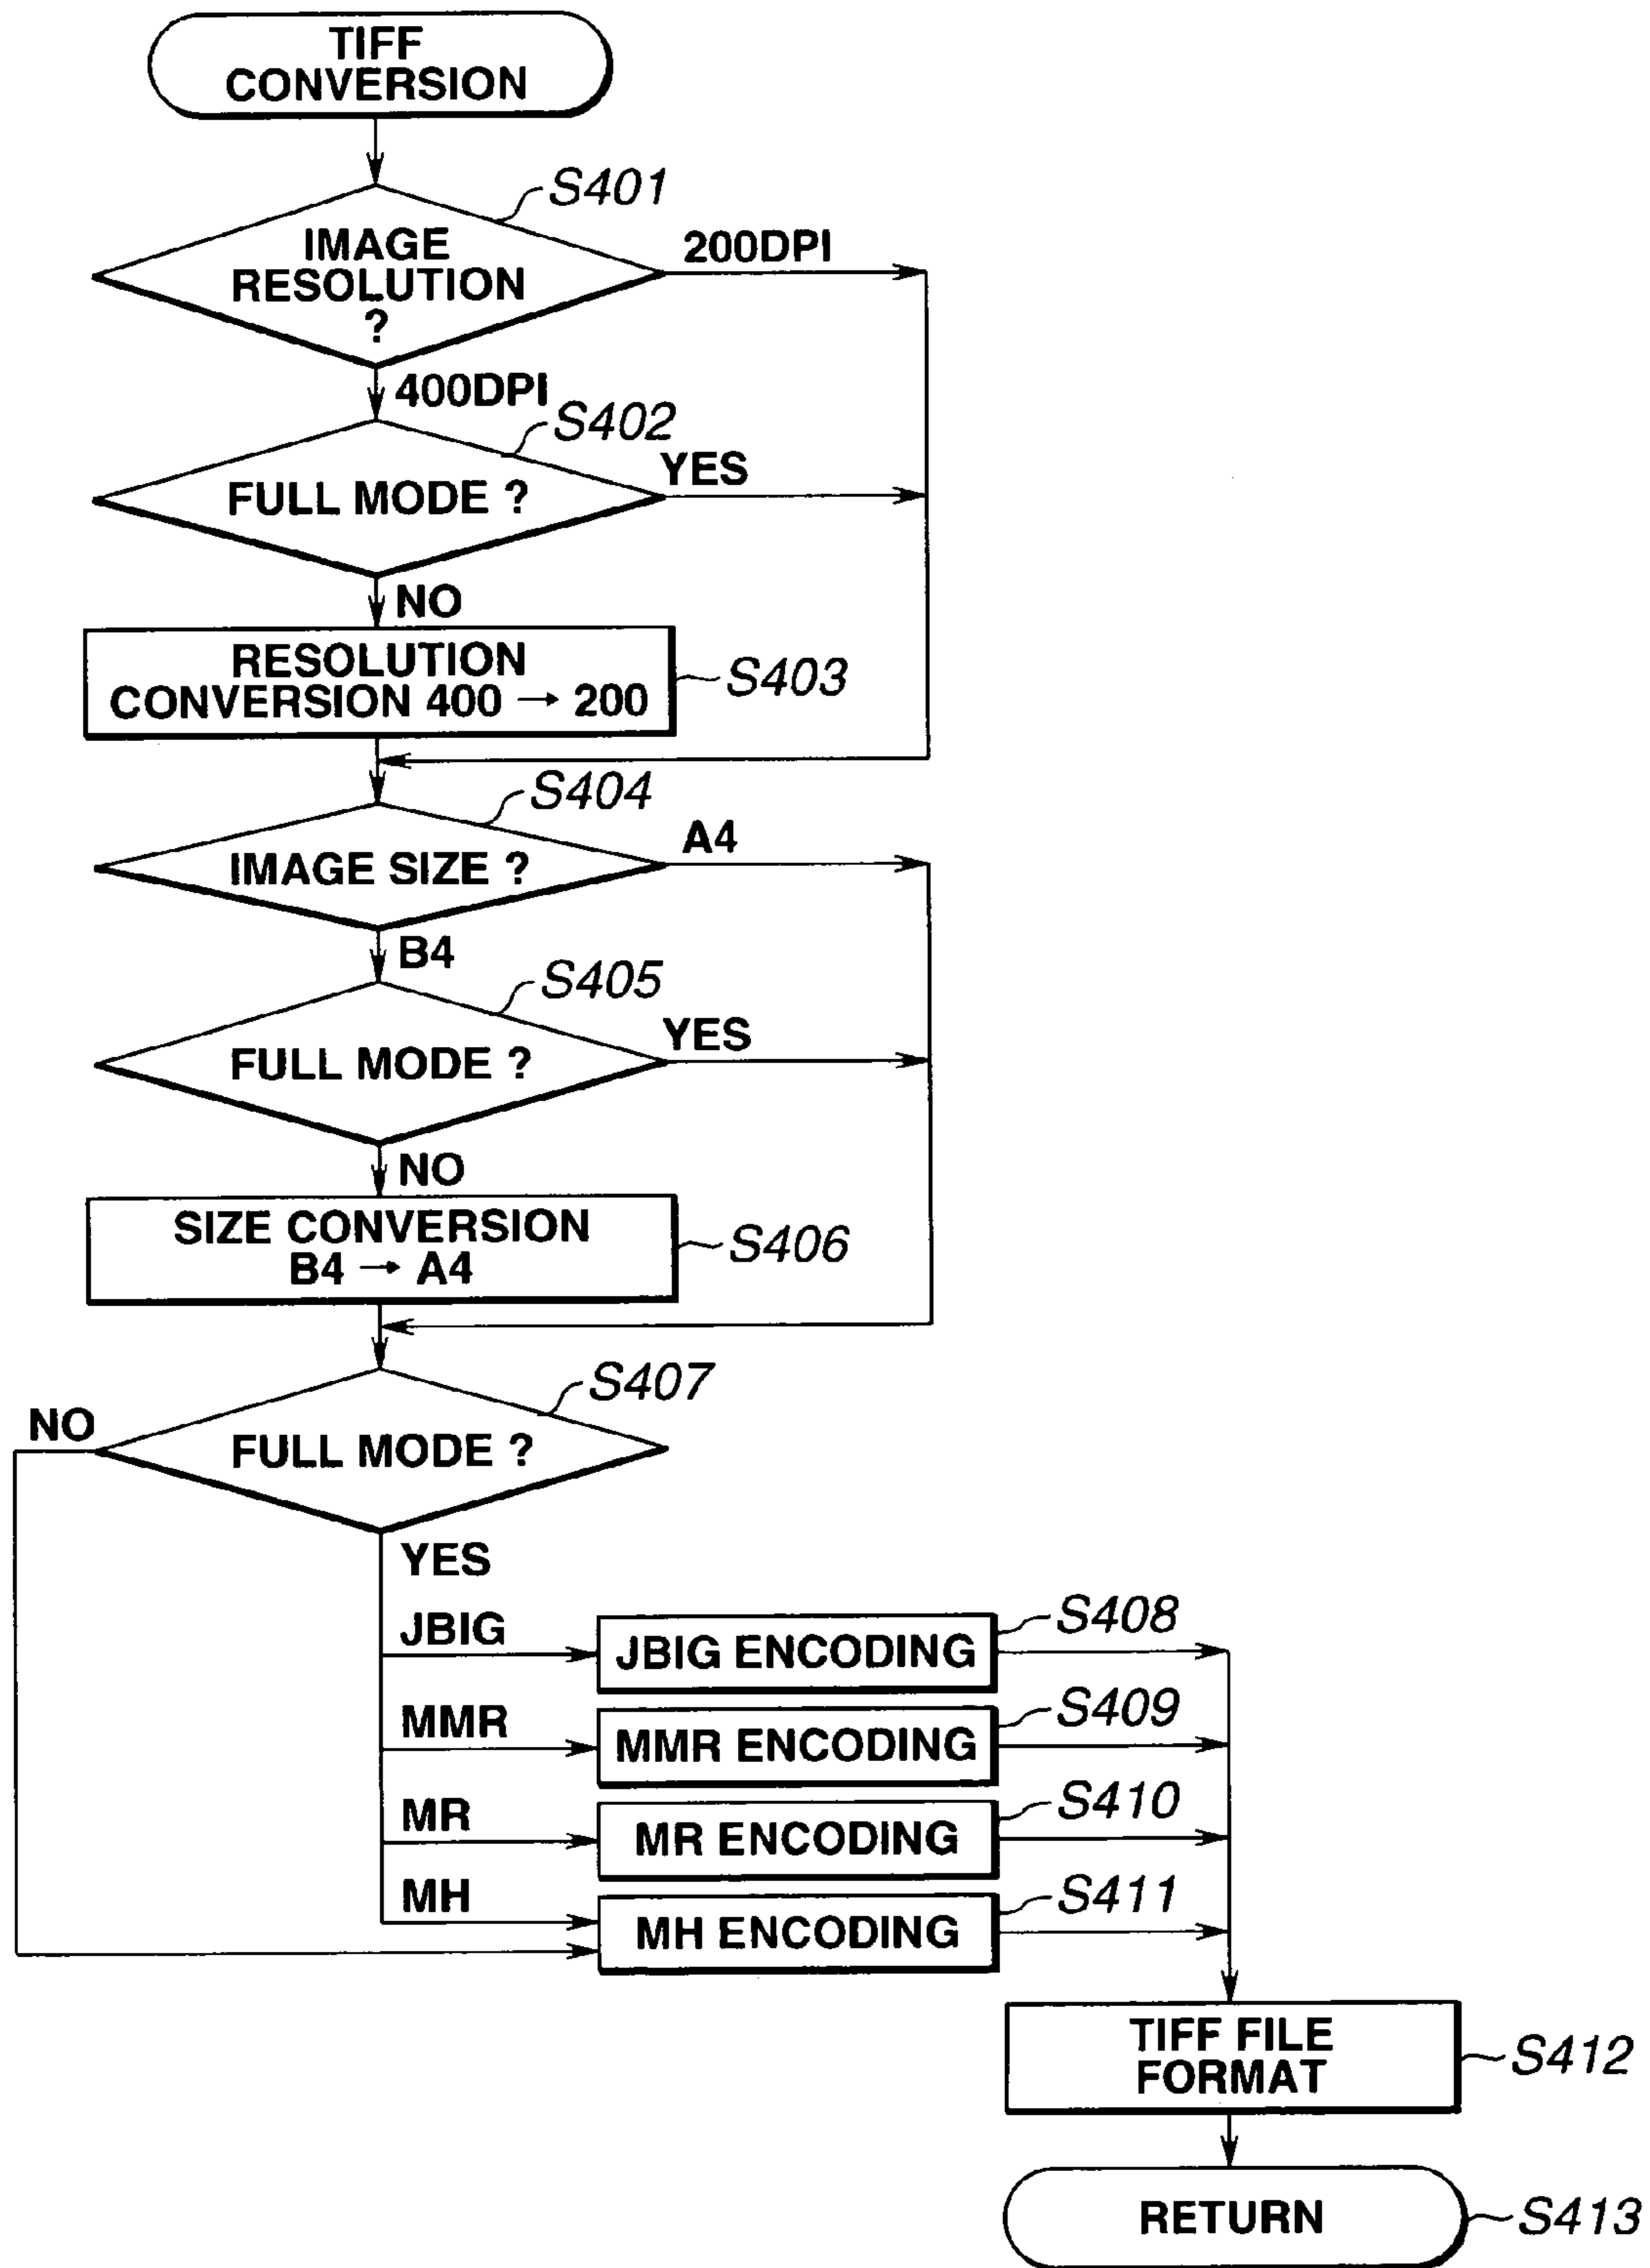 TIFF
CONVERSION
S401
IMAGE
RESOLUTION
?
200DPI
400DPI
S402
FULL MODE ?
YES
NO
RESOLUTION
CONVERSION 400 → 200
S403
S404
IMAGE SIZE ?
A4
B4
S405
FULL MODE ?
YES
NO
SIZE CONVERSION
B4 → A4
S406
S407
NO
FULL MODE ?
YES
JBIG
JBIG ENCODING
S408
MMR
MMR ENCODING
S409
MR
MR ENCODING
S410
MH
MH ENCODING
S411
TIFF FILE
FORMAT
S412
RETURN
S413